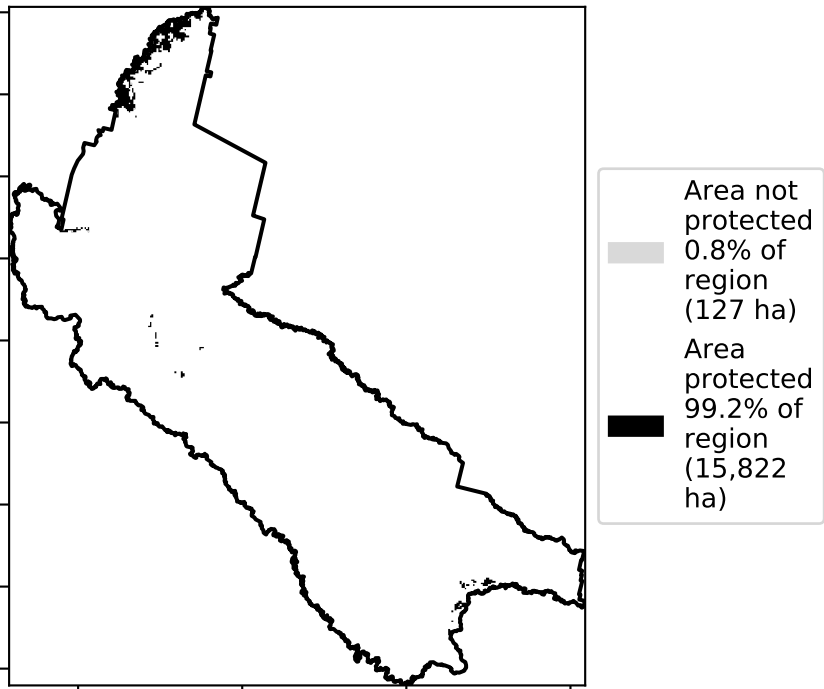 Area not
protected
0.8% of
region
(127 ha)
Area
protected
99.2% of
region
(15,822
ha)